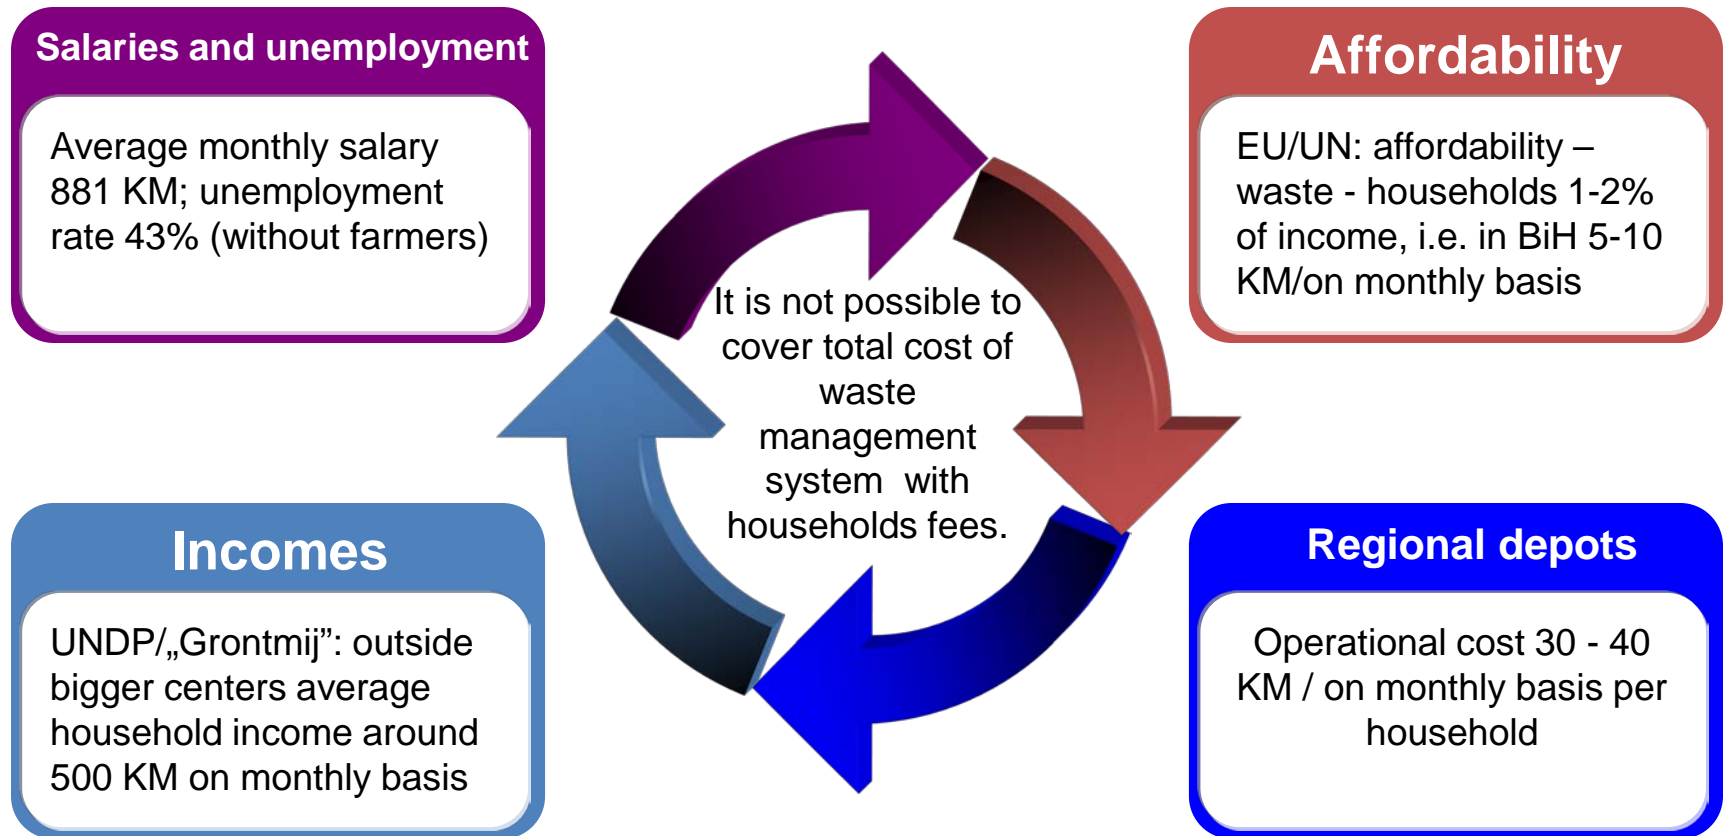 Salaries and unemployment
Average monthly salary
881 KM; unemployment
rate 43% (without farmers)
Affordability
EU/UN: affordability –
waste - households 1-2%
of income, i.e. in BiH 5-10
KM/on monthly basis
It is not possible to
cover total cost of
waste
management
system  with
households fees.
Incomes
UNDP/„Grontmij”: outside
bigger centers average
household income around
500 KM on monthly basis
Regional depots
Operational cost 30 - 40
KM / on monthly basis per
household